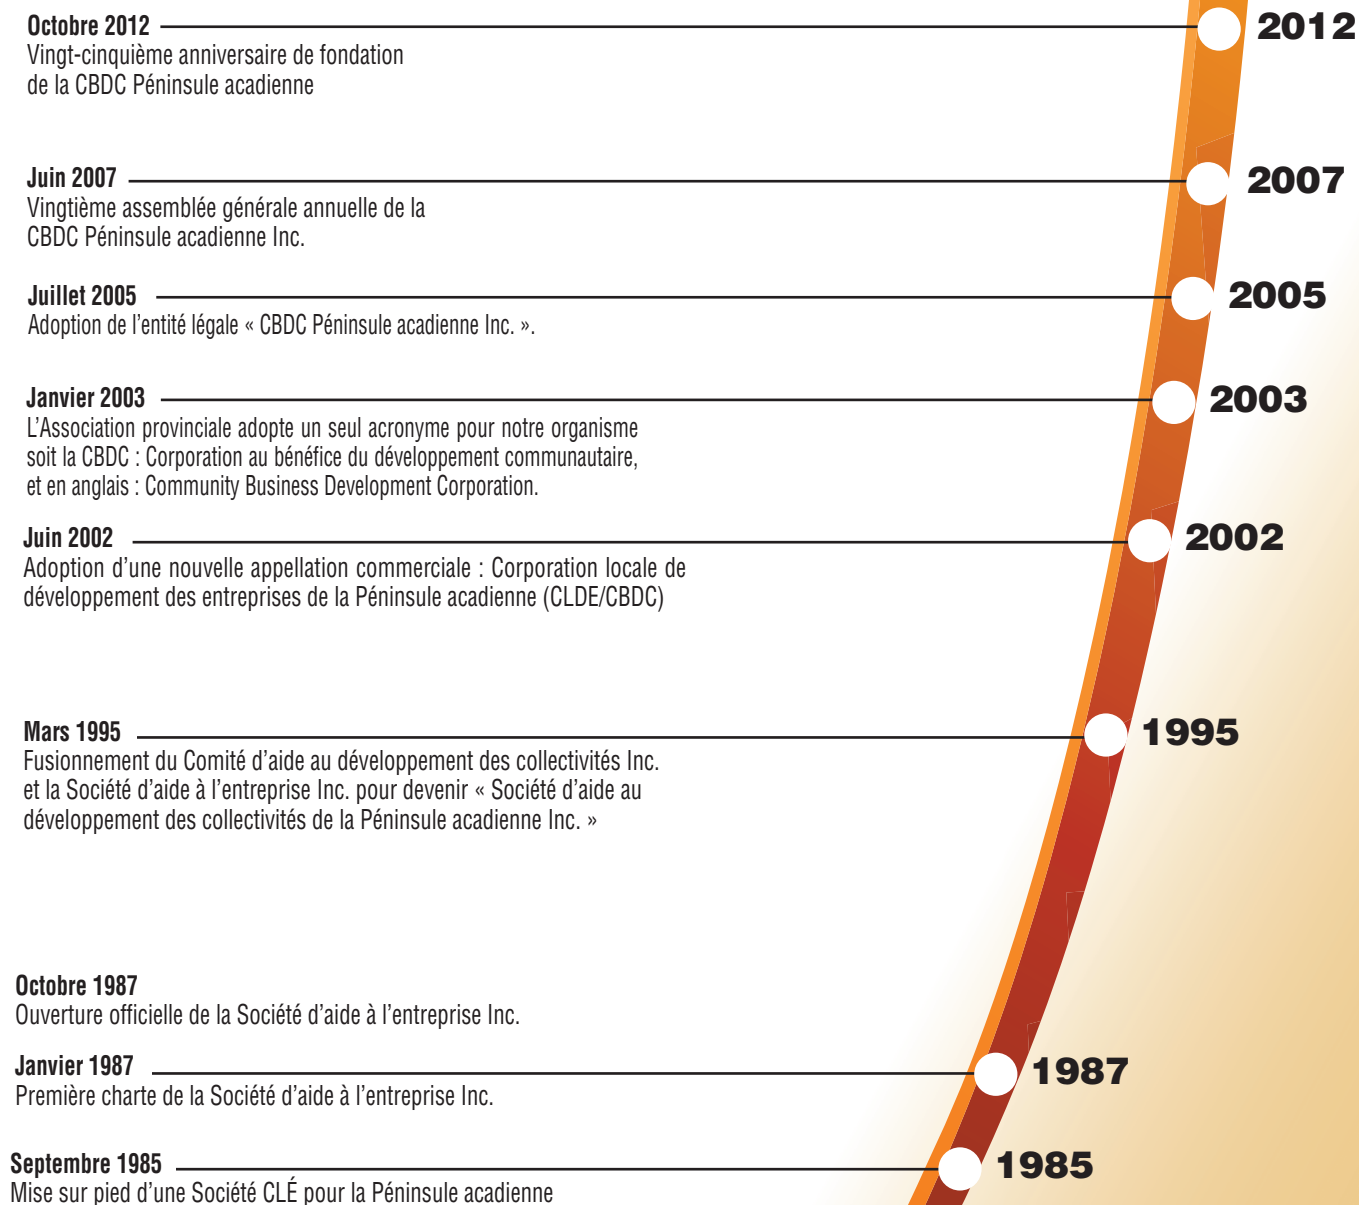 Octobre 2012
2012
Vingt-cinquième anniversaire de fondation
de la CBDC Péninsule acadienne
Juin 2007
2007
Vingtième assemblée générale annuelle de la
CBDC Péninsule acadienne Inc.
Juillet 2005
2005
Adoption de l’entité légale « CBDC Péninsule acadienne Inc. ».
Janvier 2003
2003
L’Association provinciale adopte un seul acronyme pour notre organisme
soit la CBDC : Corporation au bénéfice du développement communautaire,
et en anglais : Community Business Development Corporation.
Juin 2002
2002
Adoption d’une nouvelle appellation commerciale : Corporation locale de
développement des entreprises de la Péninsule acadienne (CLDE/CBDC)
Mars 1995
1995
Fusionnement du Comité d’aide au développement des collectivités Inc.
et la Société d’aide à l’entreprise Inc. pour devenir « Société d’aide au
développement des collectivités de la Péninsule acadienne Inc. »
Octobre 1987
Ouverture officielle de la Société d’aide à l’entreprise Inc.
Janvier 1987
1987
Première charte de la Société d’aide à l’entreprise Inc.
Septembre 1985
1985
Mise sur pied d’une Société CLÉ pour la Péninsule acadienne